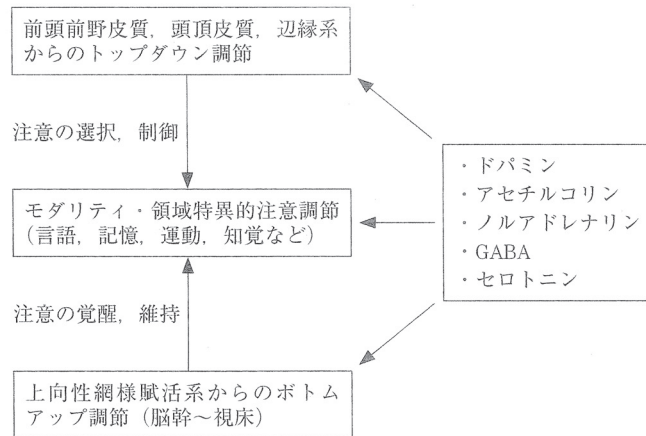 前頭前野皮質，頭頂皮質，辺縁系
からのトップダウン調節
注意の選択，制御
モダリティ・領域特異的注意調節
（言語，記憶，運動，知覚など）
注意の覚醒，維持
上向性網様賦活系からのボトム
アップ調節（脳幹～視床）
・ドパミン
・アセチルコリン
・ノルアドレナリン
・GABA
・セロトニン